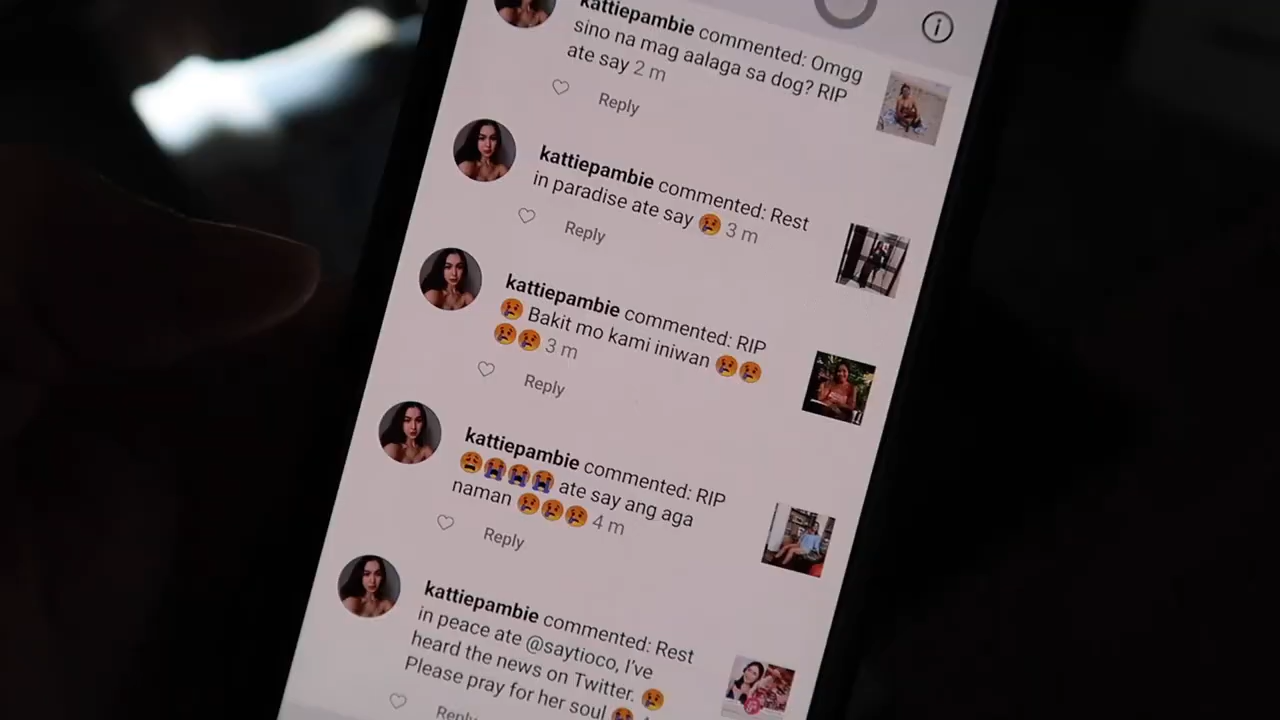 kattiepambie commented: Omgg
sino na mag aalaga sa dog? RIP
ate say 2 m
Reply
kattiepambie commented: Rest
in paradise ate say 😢 3 m
Reply
kattiepambie commented: RIP
😢 Bakit mo kami iniwan 😢😢
😢😢 3 m
Reply
kattiepambie commented: RIP
😩😭😭😭 ate say ang aga
naman 😢😢😢 4 m
Reply
kattiepambie commented: Rest
in peace ate @saytioco, I've
heard the news on Twitter. 😢
Please pray for her soul 😭
Reply